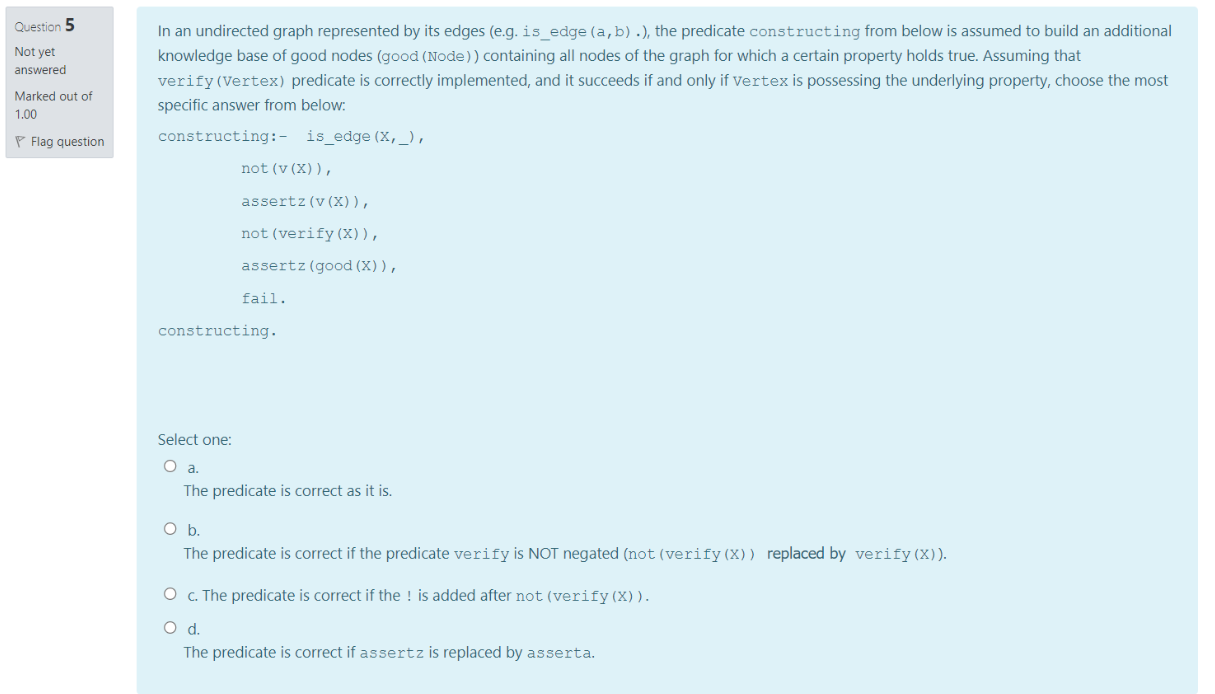 Question 5
Not yet
answered
Marked out of
1.00
Flag question
In an undirected graph represented by its edges (e.g. is_edge(a,b).), the predicate constructing from below is assumed to build an additional
knowledge base of good nodes (good(Node)) containing all nodes of the graph for which a certain property holds true. Assuming that
verify(Vertex) predicate is correctly implemented, and it succeeds if and only if Vertex is possessing the underlying property, choose the most
specific answer from below:
constructing:- is_edge(X,_),
not(v(X)),
assertz(v(X)),
not(verify(X)),
assertz(good(X)),
fail.
constructing.
Select one:
a.
The predicate is correct as it is.
b.
The predicate is correct if the predicate verify is NOT negated (not(verify(X)) replaced by verify(X)).
c. The predicate is correct if the ! is added after not(verify(X)).
d.
The predicate is correct if assertz is replaced by asserta.